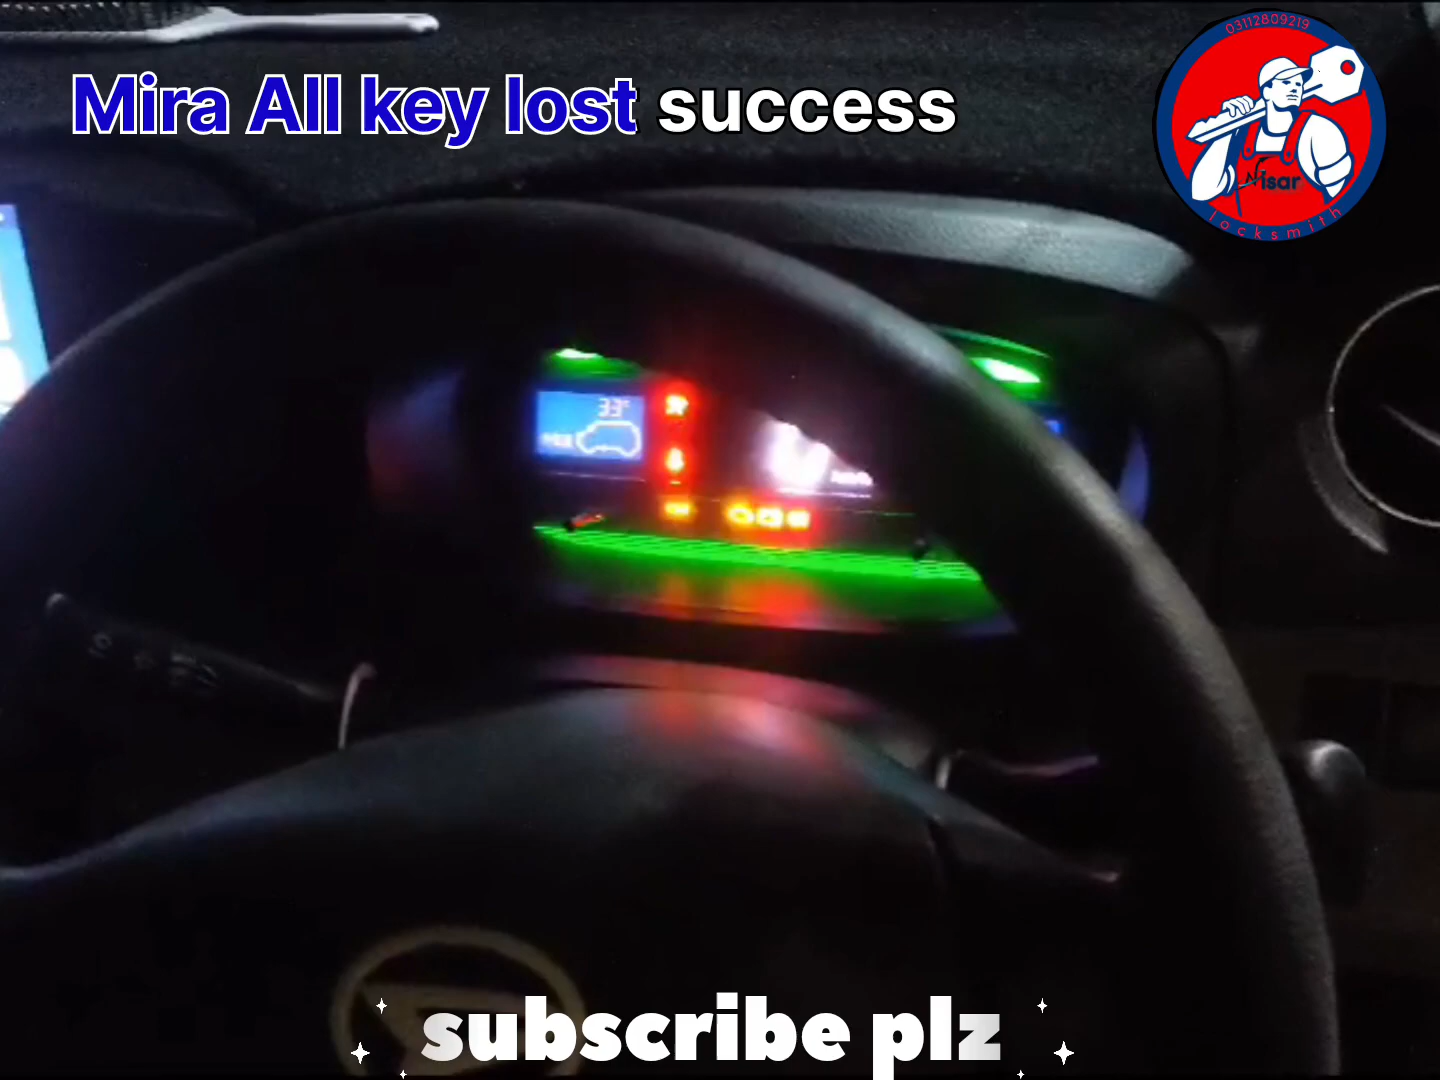 03112809219
Mira All key lost success
Nisar
locksmith
33°
subscribe plz